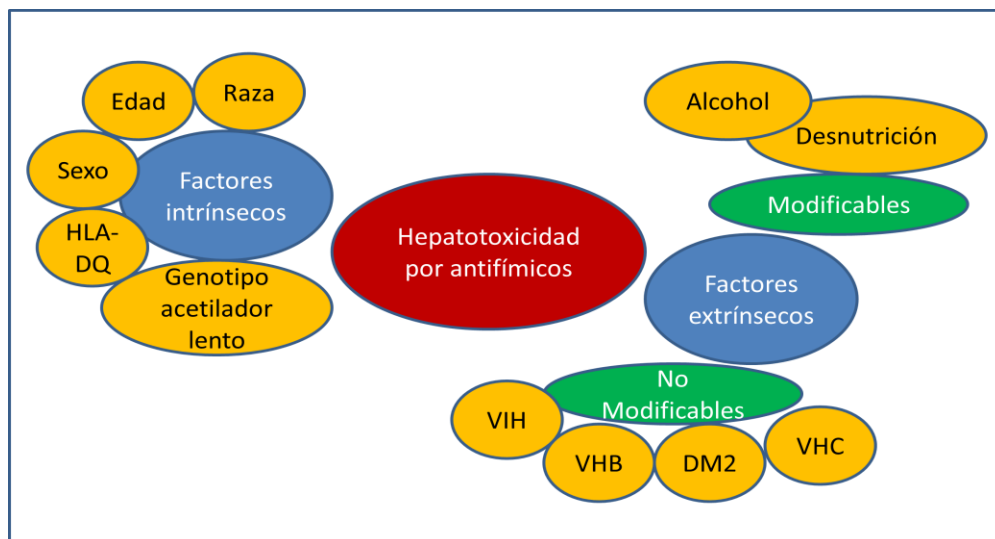 Edad
Raza
Sexo
Factores
intrínsecos
HLA-
DQ
Genotipo
acetilador
lento
Hepatotoxicidad
por antifímicos
Alcohol
Desnutrición
Modificables
Factores
extrínsecos
No
Modificables
VIH
VHB
DM2
VHC